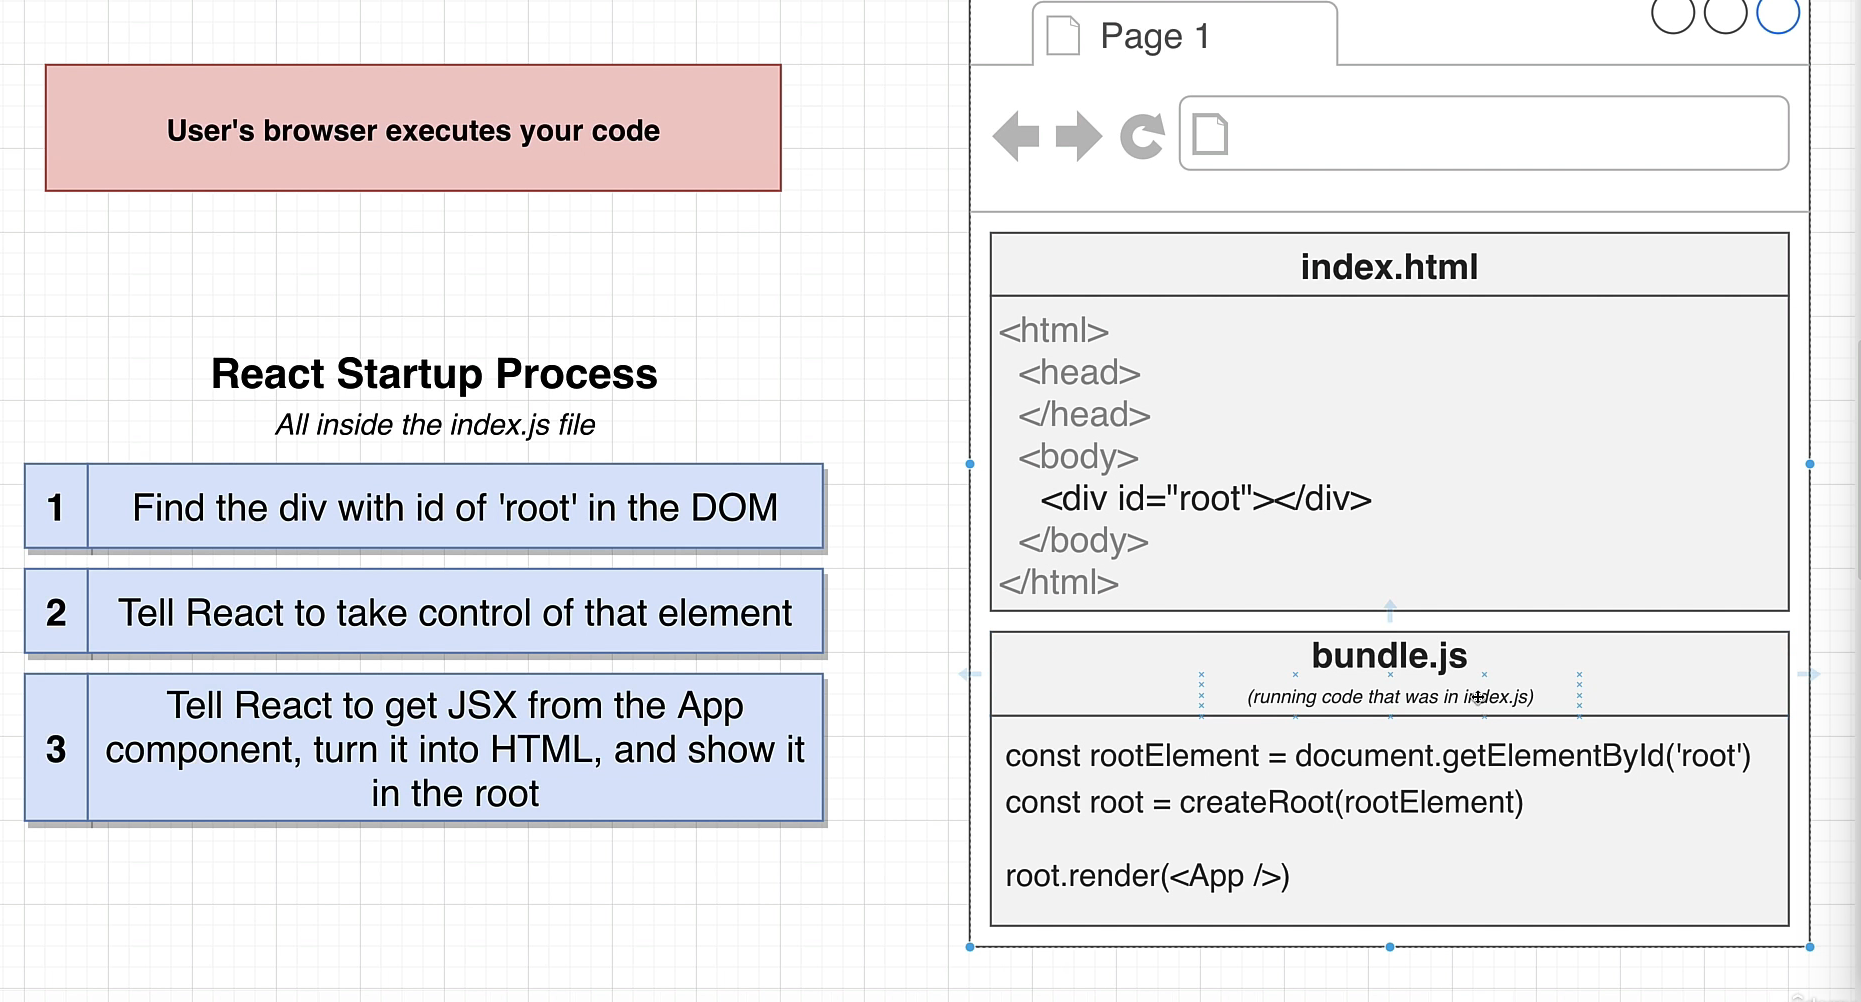 Page 1
User's browser executes your code
React Startup Process
All inside the index.js file
1
Find the div with id of 'root' in the DOM
2
Tell React to take control of that element
3
Tell React to get JSX from the App
component, turn it into HTML, and show it
in the root
index.html
<html>
<head>
</head>
<body>
<div id="root"></div>
</body>
</html>
bundle.js
(running code that was in index.js)
const rootElement = document.getElementById('root')
const root = createRoot(rootElement)
root.render(<App />)